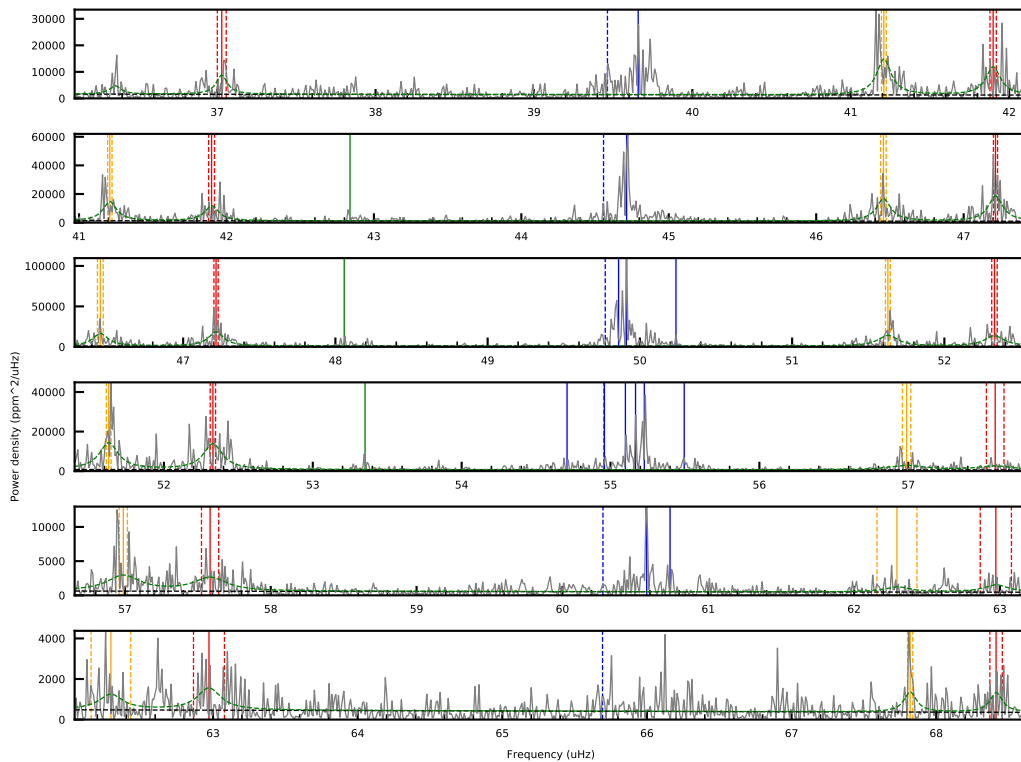 30000
20000
10000
0
37 38 39 40 41 42
60000
40000
20000
0
41 42 43 44 45 46 47
100000
50000
0
47 48 49 50 51 52
Power density (ppm^2/uHz)
40000
20000
0
52 53 54 55 56 57
10000
5000
0
57 58 59 60 61 62 63
4000
2000
0
63 64 65 66 67 68
Frequency (uHz)